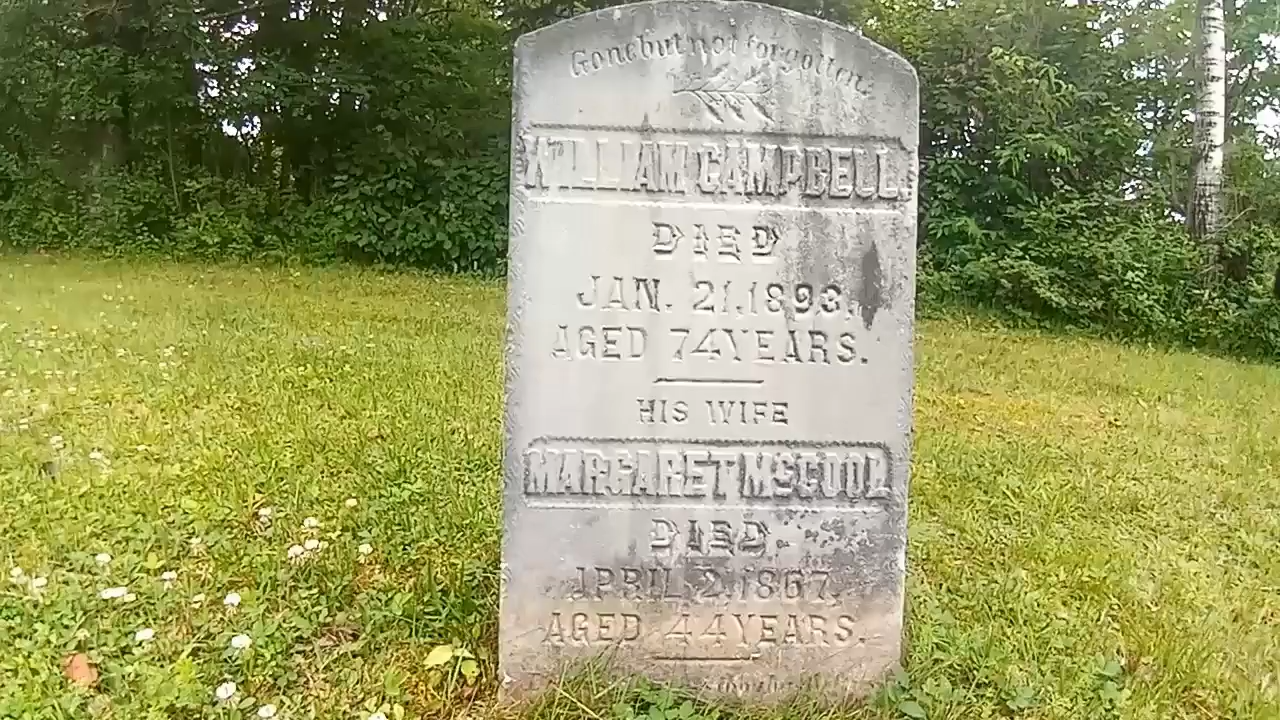 Gone but not forgotten.
WILLIAM CAMPBELL.
DIED
JAN. 21, 1893.
AGED 74 YEARS.
HIS WIFE
MARGARET MCCOOL
DIED
APRIL 2, 1867.
AGED 44 YEARS.